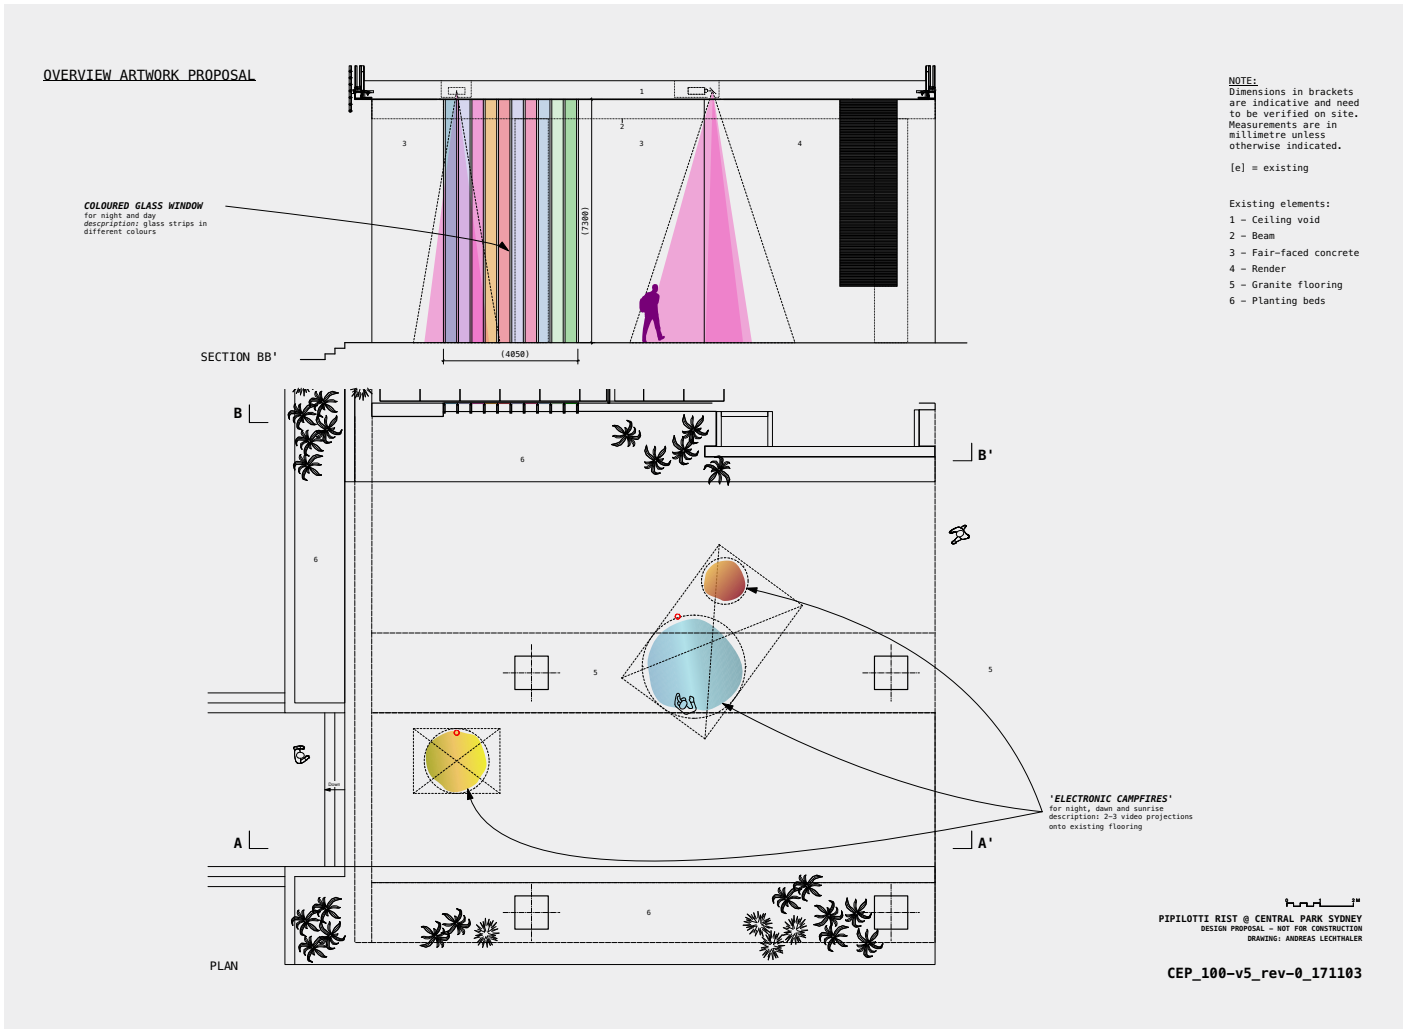 OVERVIEW ARTWORK PROPOSAL
NOTE:
Dimensions in brackets
are indicative and need
to be verified on site.
Measurements are in
millimetre unless
otherwise indicated.
[e] = existing
Existing elements:
1 - Ceiling void
2 - Beam
3 - Fair-faced concrete
4 - Render
5 - Granite flooring
6 - Planting beds
1
2
3
3
4
COLOURED GLASS WINDOW
for night and day
descpription: glass strips in
different colours
(7300)
(4050)
SECTION BB'
B
B'
6
6
5
5
Down
'ELECTRONIC CAMPFIRES'
for night, dawn and sunrise
description: 2-3 video projections
onto existing flooring
A
A'
6
PLAN
0
2M
PIPILOTTI RIST @ CENTRAL PARK SYDNEY
DESIGN PROPOSAL - NOT FOR CONSTRUCTION
DRAWING: ANDREAS LECHTHALER
CEP_100-v5_rev-0_171103